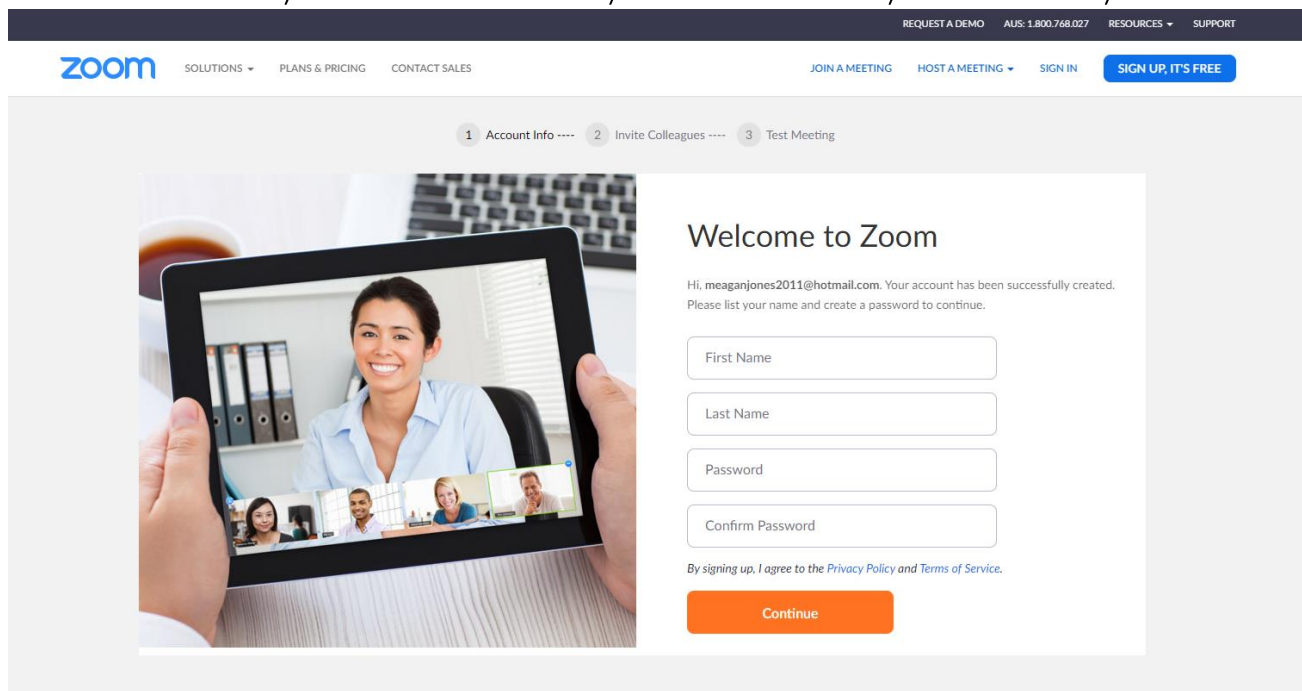 REQUEST A DEMO AUS: 1.800.768.027 RESOURCES SUPPORT
zoom SOLUTIONS PLANS & PRICING CONTACT SALES JOIN A MEETING HOST A MEETING SIGN IN SIGN UP, IT'S FREE
1 Account Info ---- 2 Invite Colleagues ---- 3 Test Meeting
Welcome to Zoom
Hi, meaganjones2011@hotmail.com. Your account has been successfully created.
Please list your name and create a password to continue.
First Name
Last Name
Password
Confirm Password
By signing up, I agree to the Privacy Policy and Terms of Service.
Continue